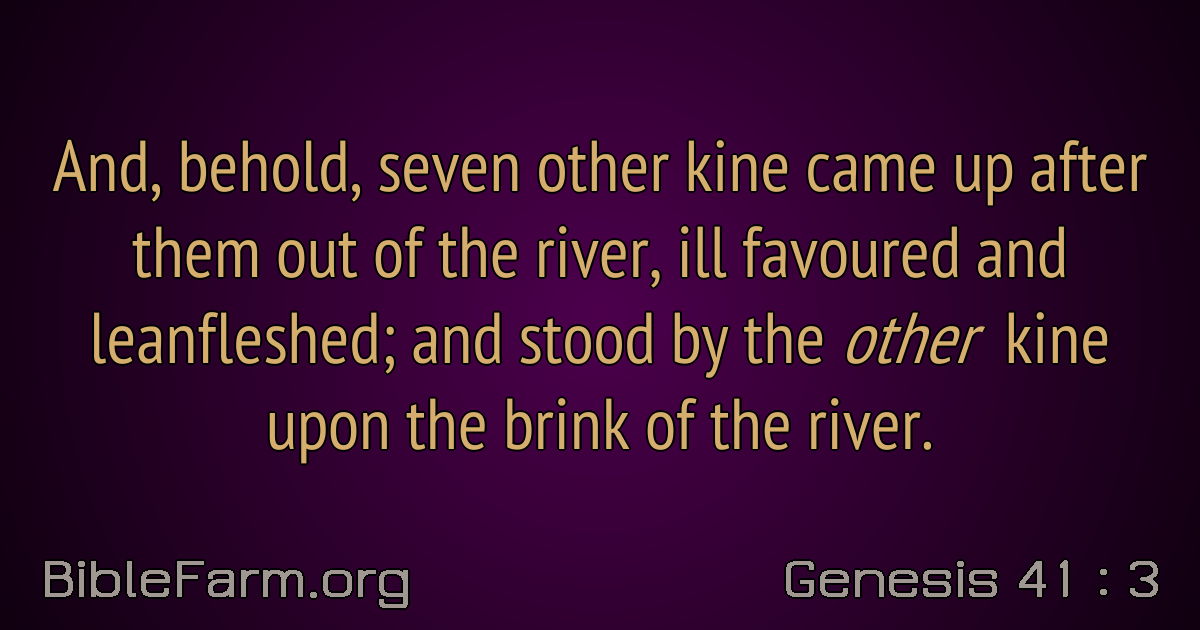 And, behold, seven other kine came up after
them out of the river, ill favoured and
leanfleshed; and stood by the other kine
upon the brink of the river.
BibleFarm.org
Genesis 41 : 3